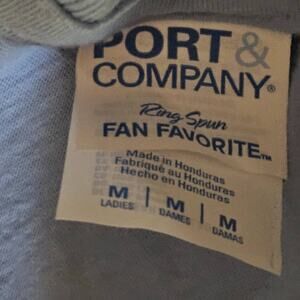 PORT &
COMPANY®
Ring Spun
FAN FAVORITE™
Made in Honduras
Fabriqué au Honduras
Hecho en Honduras
M | M | M
LADIES DAMES DAMAS